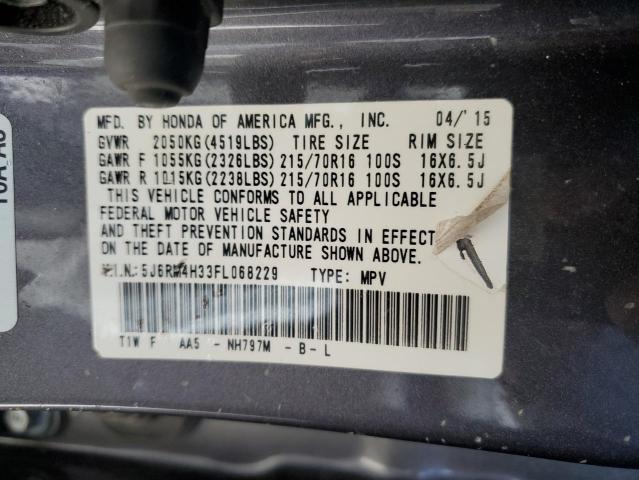 MFD. BY HONDA OF AMERICA MFG., INC. 04/'15
GVWR 2050KG(4519LBS) TIRE SIZE RIM SIZE
GAWR F 1055KG(2326LBS) 215/70R16 100S 16X6.5J
GAWR R 1015KG(2238LBS) 215/70R16 100S 16X6.5J
THIS VEHICLE CONFORMS TO ALL APPLICABLE
FEDERAL MOTOR VEHICLE SAFETY
AND THEFT PREVENTION STANDARDS IN EFFECT
ON THE DATE OF MANUFACTURE SHOWN ABOVE.
V.I.N.: TYPE: MPV
T1W F AA5 - NH797M - B - L